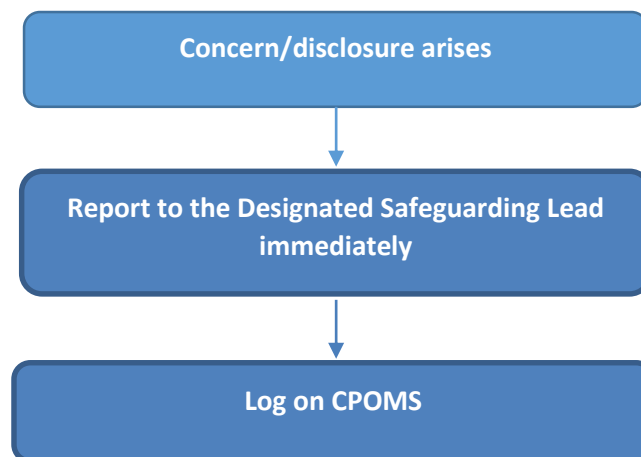 Concern/disclosure arises
Report to the Designated Safeguarding Lead
immediately
Log on CPOMS